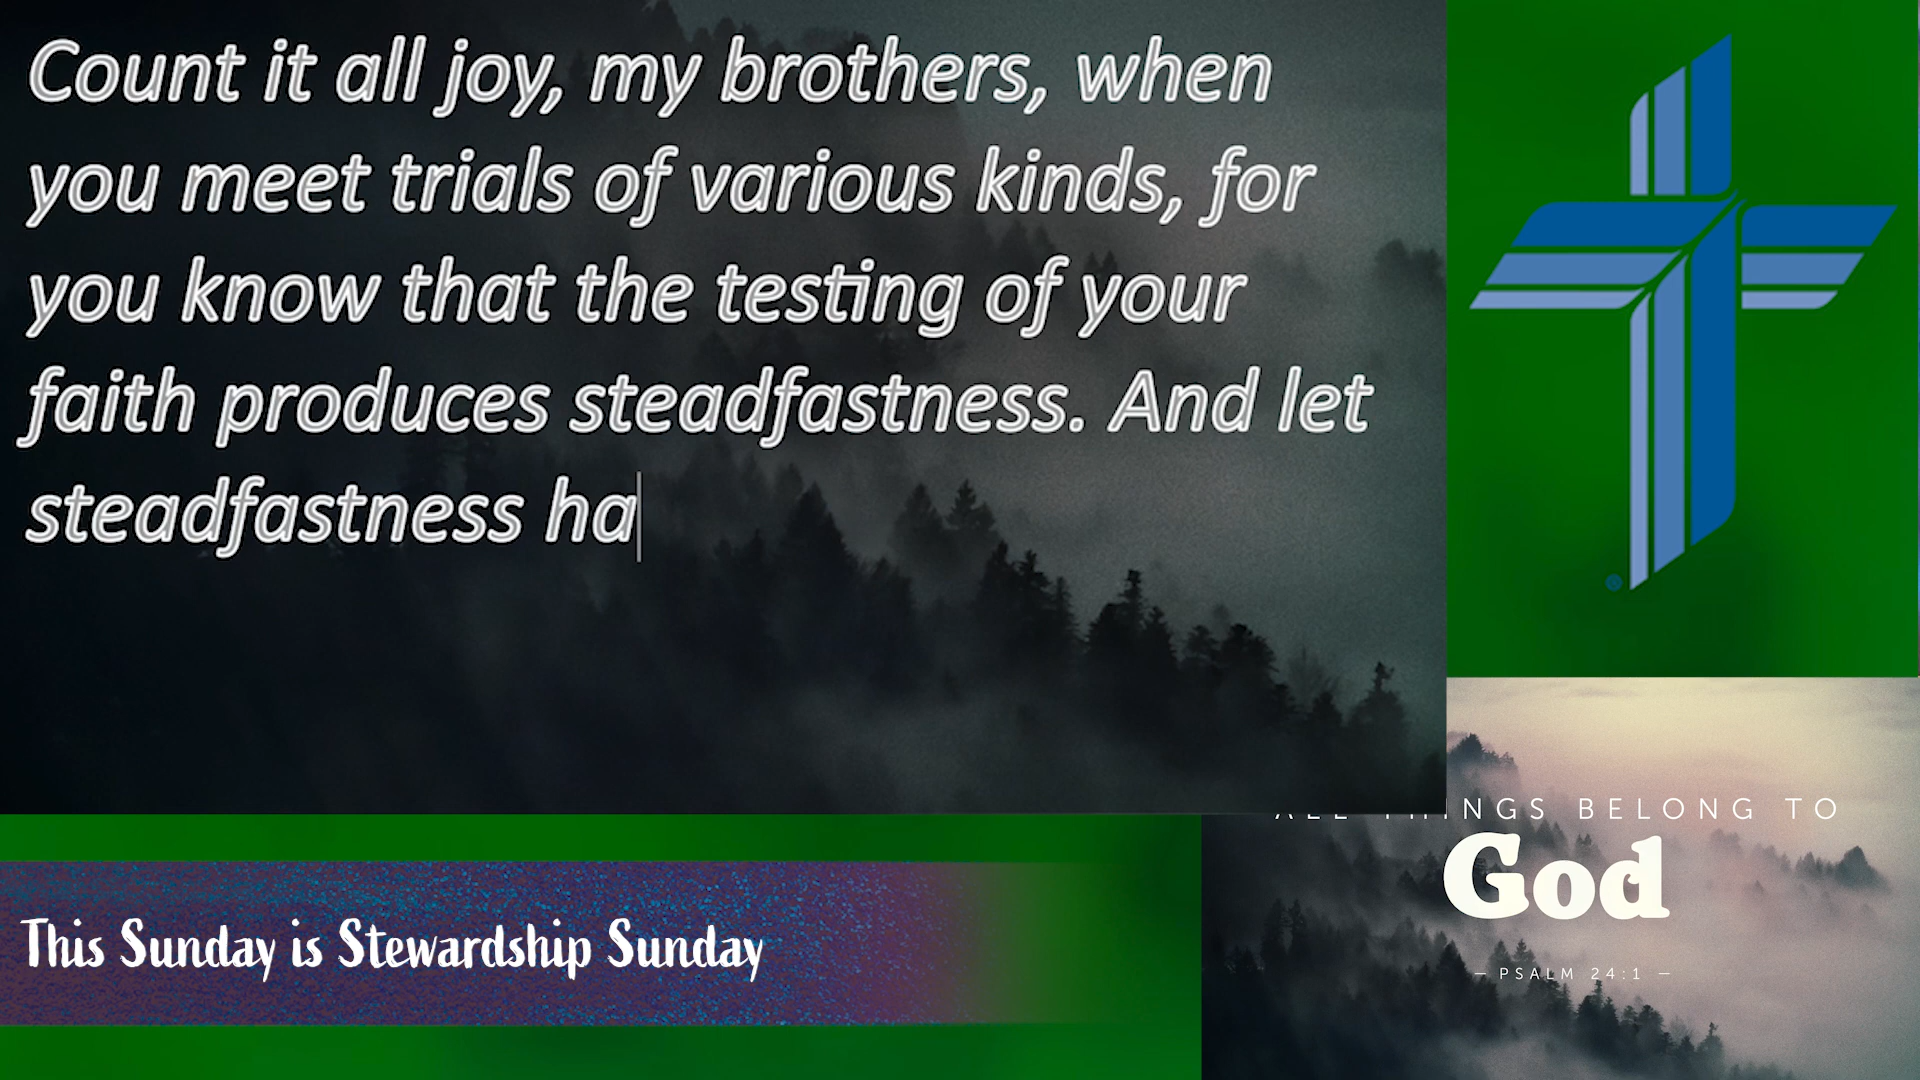 Count it all joy, my brothers, when
you meet trials of various kinds, for
you know that the testing of your
faith produces steadfastness. And let
steadfastness ha
®
ALL THINGS BELONG TO
God
– PSALM 24:1 –
This Sunday is Stewardship Sunday